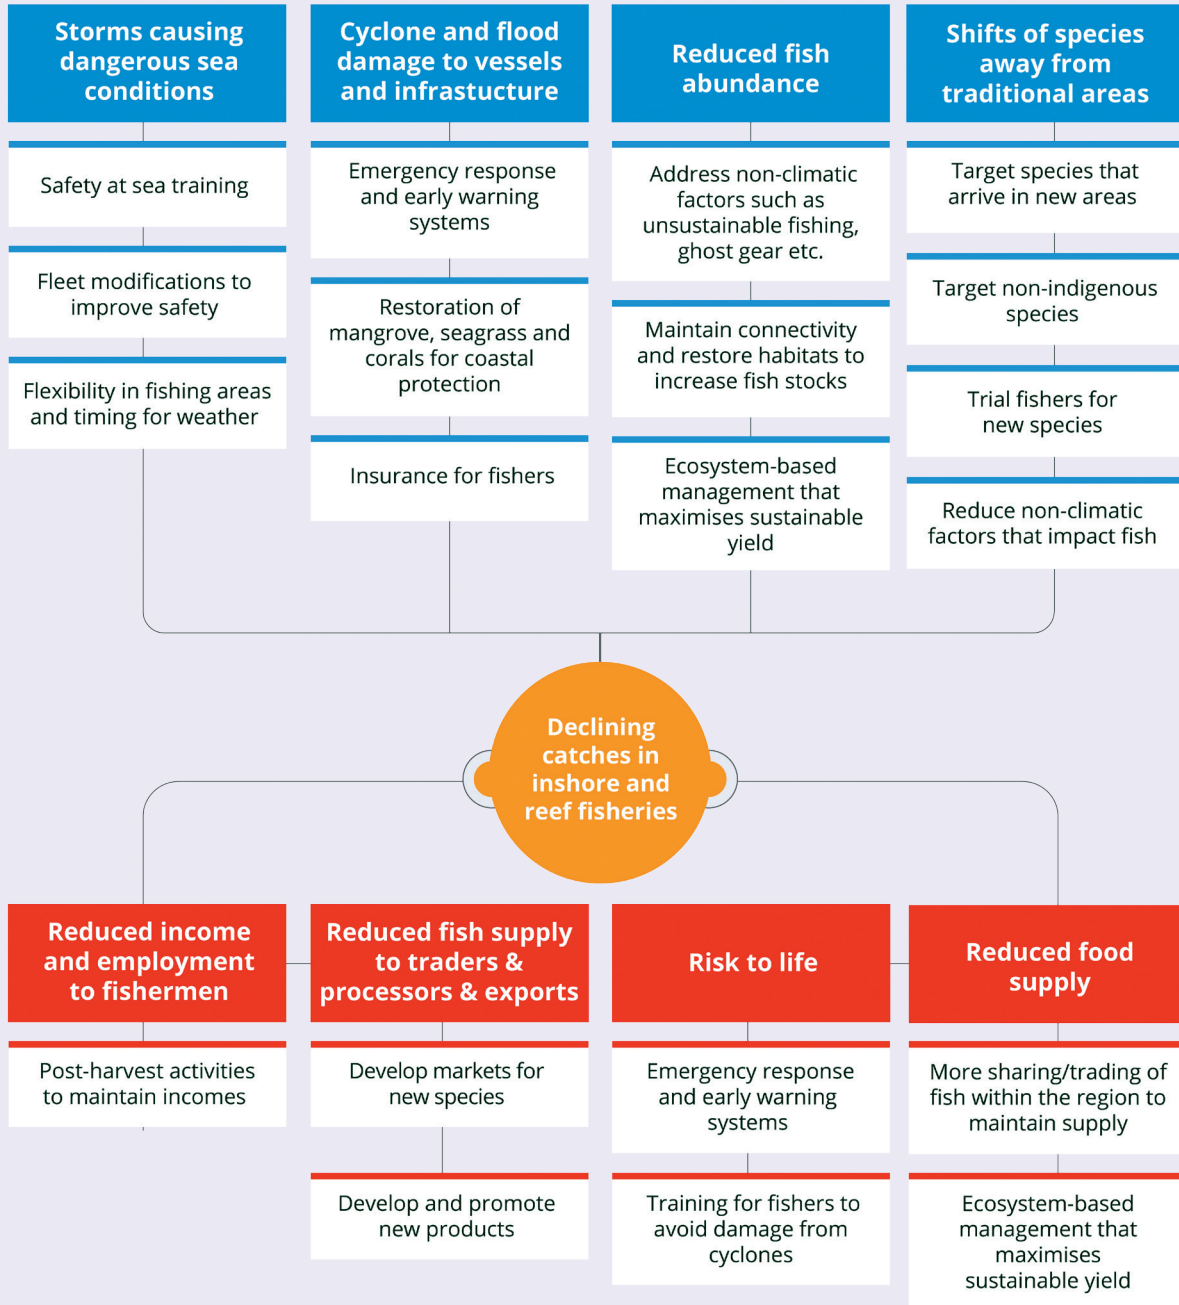 Storms causing
dangerous sea
conditions
Safety at sea training
Fleet modifications to
improve safety
Flexibility in fishing areas
and timing for weather
Cyclone and flood
damage to vessels
and infrastucture
Emergency response
and early warning
systems
Restoration of
mangrove, seagrass and
corals for coastal
protection
Insurance for fishers
Reduced fish
abundance
Address non-climatic
factors such as
unsustainable fishing,
ghost gear etc.
Maintain connectivity
and restore habitats to
increase fish stocks
Ecosystem-based
management that
maximises sustainable
yield
Shifts of species
away from
traditional areas
Target species that
arrive in new areas
Target non-indigenous
species
Trial fishers for
new species
Reduce non-climatic
factors that impact fish
Declining
catches in
inshore and
reef fisheries
Reduced income
and employment
to fishermen
Post-harvest activities
to maintain incomes
Reduced fish supply
to traders &
processors & exports
Develop markets for
new species
Develop and promote
new products
Risk to life
Emergency response
and early warning
systems
Training for fishers to
avoid damage from
cyclones
Reduced food
supply
More sharing/trading of
fish within the region to
maintain supply
Ecosystem-based
management that
maximises
sustainable yield